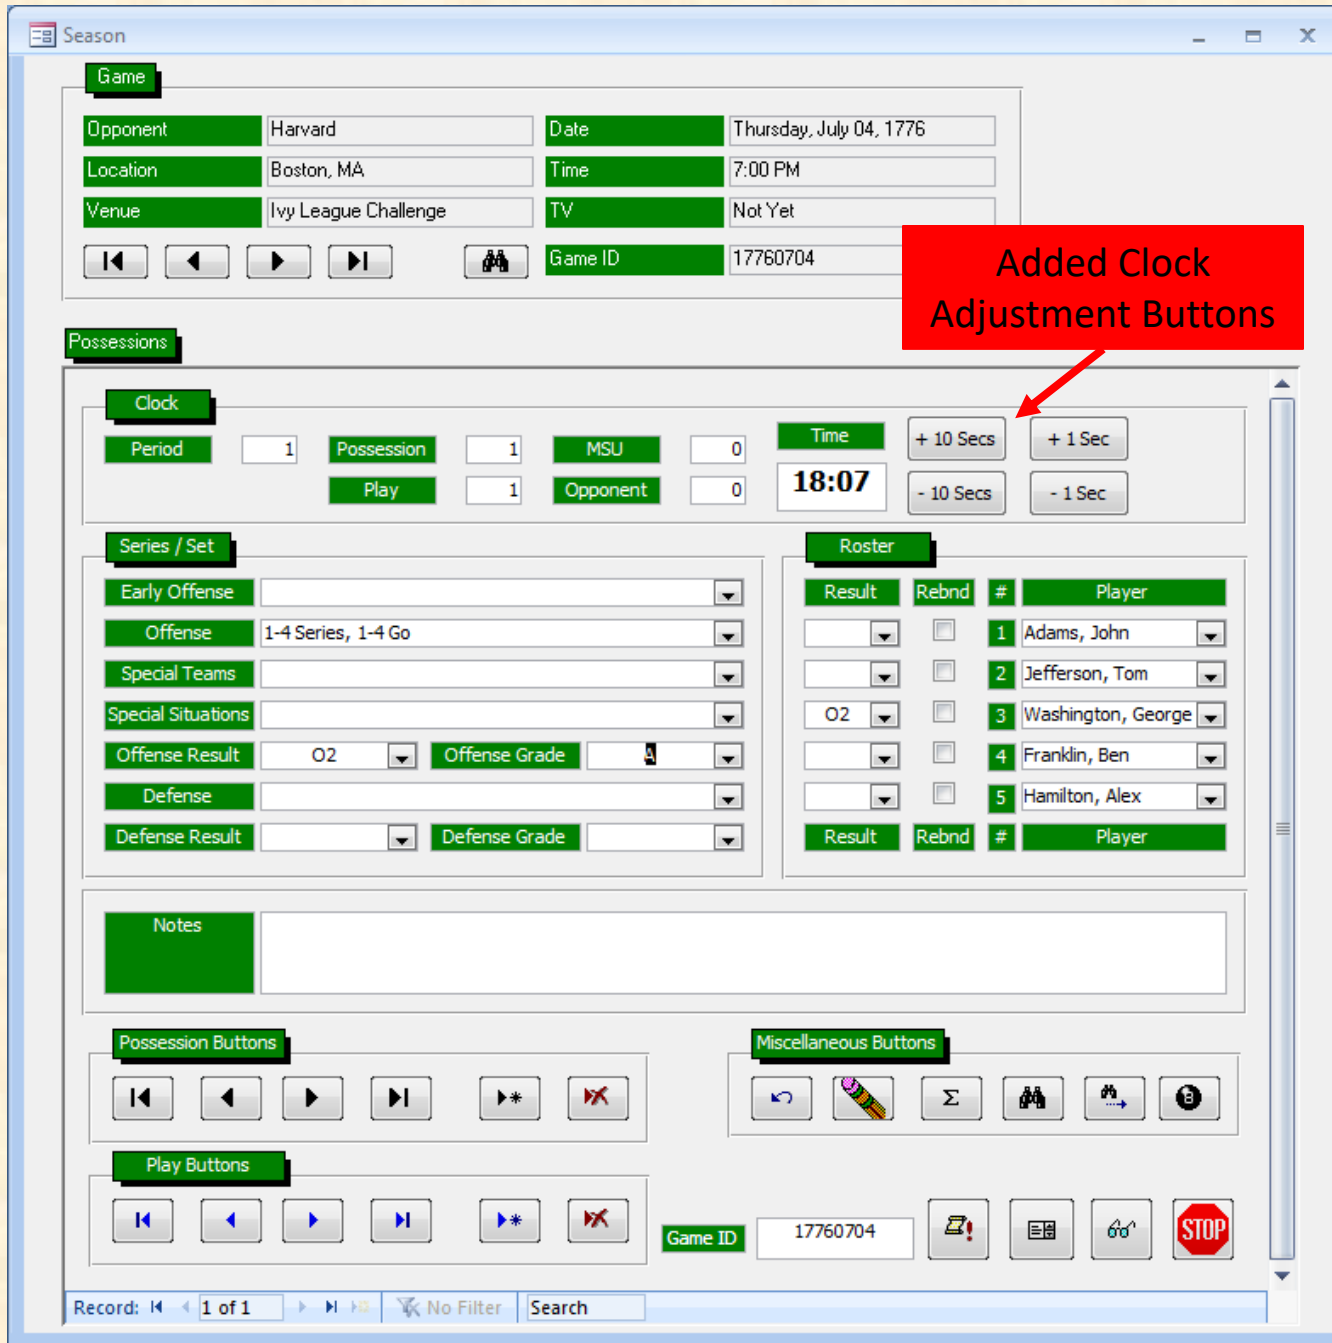 Season
Game
Opponent Harvard Date Thursday, July 04, 1776
Location Boston, MA Time 7:00 PM
Venue Ivy League Challenge TV Not Yet
Game ID 17760704
Added Clock
Adjustment Buttons
Possessions
Clock
Period 1 Possession 1 MSU 0 Time + 10 Secs + 1 Sec
Play 1 Opponent 0 18:07 - 10 Secs - 1 Sec
Series / Set
Early Offense
Offense 1-4 Series, 1-4 Go
Special Teams
Special Situations
Offense Result O2 Offense Grade A
Defense
Defense Result Defense Grade
Roster
Result Rebnd # Player
1 Adams, John
2 Jefferson, Tom
O2 3 Washington, George
4 Franklin, Ben
5 Hamilton, Alex
Result Rebnd # Player
Notes
Possession Buttons
Miscellaneous Buttons
Σ
Play Buttons
Game ID 17760704 STOP
Record: 1 of 1 No Filter Search